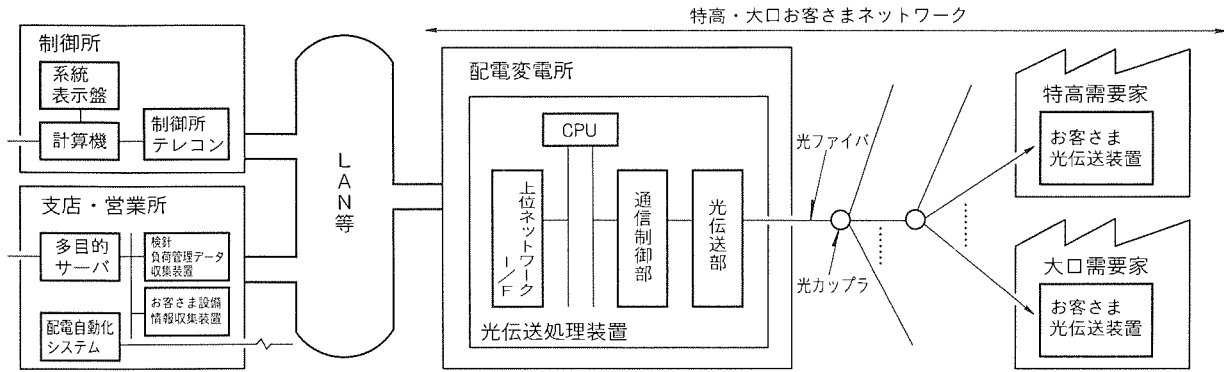 特高・大口お客さまネットワーク
制御所
系統
表示盤
計算機
制御所
テレコン
支店・営業所
多目的
サーバ
検針
負荷管理データ
収集装置
お客さま設備
情報収集装置
配電自動化
システム
LAN等
配電変電所
CPU
上位ネットワークI/F
通信制御部
光伝送部
光伝送処理装置
光ファイバ
光カップラ
特高需要家
お客さま
光伝送装置
大口需要家
お客さま
光伝送装置